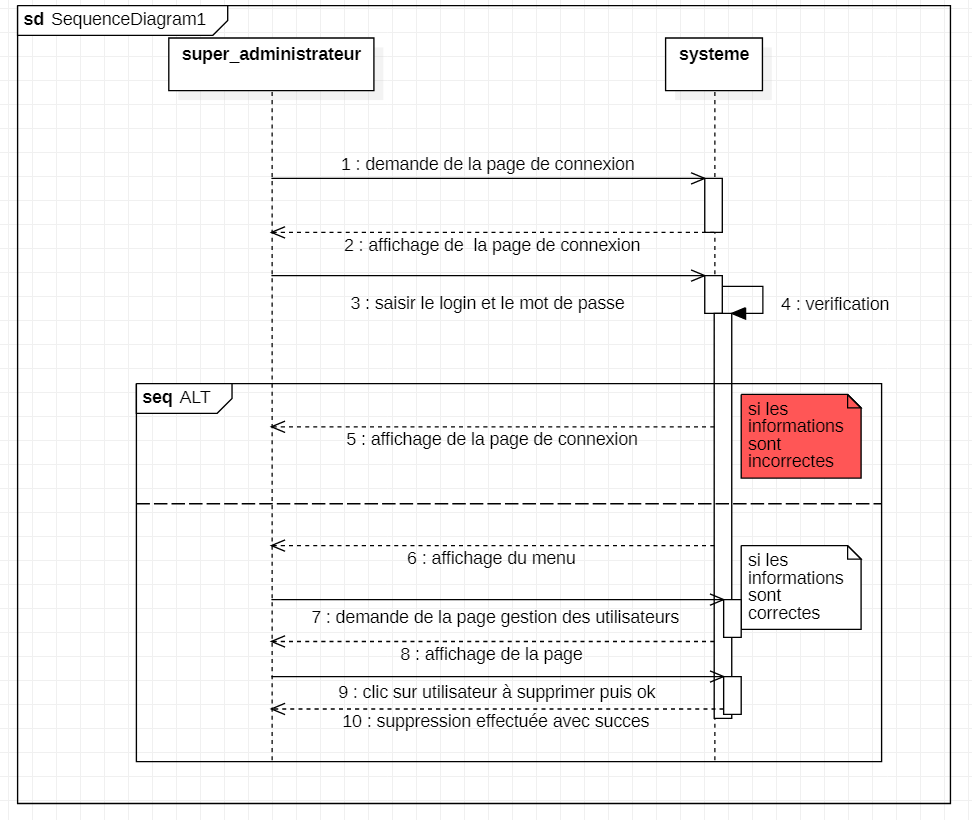 sd SequenceDiagram1
super_administrateur
systeme
1 : demande de la page de connexion
2 : affichage de  la page de connexion
3 : saisir le login et le mot de passe
4 : verification
seq ALT
si les
informations
sont
incorrectes
5 : affichage de la page de connexion
6 : affichage du menu
si les
informations
sont
correctes
7 : demande de la page gestion des utilisateurs
8 : affichage de la page
9 : clic sur utilisateur à supprimer puis ok
10 : suppression effectuée avec succes